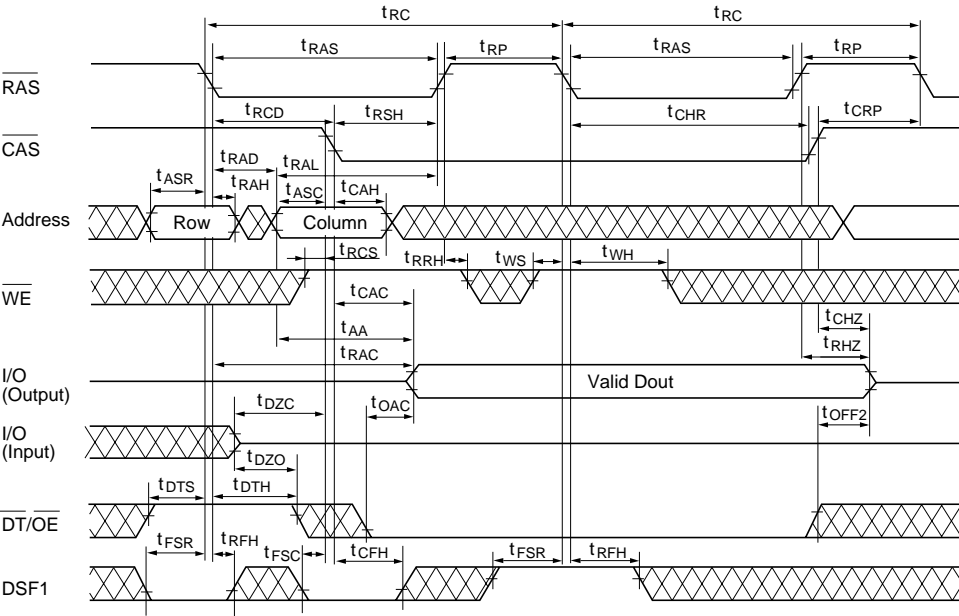 tRC tRC
tRAS tRP tRAS tRP
RAS
tRCD tRSH tCHR tCRP
CAS
tRAD tRAL
tASR tRAH tASC tCAH
Address Row Column
tRCS tRRH tWS tWH
WE
tCAC tCHZ
tAA
tRAC tRHZ
I/O
(Output)
Valid Dout
tDZC tOAC tOFF2
I/O
(Input)
tDZO
tDTS tDTH
DT/OE
tFSR tRFH tFSC tCFH tFSR tRFH
DSF1